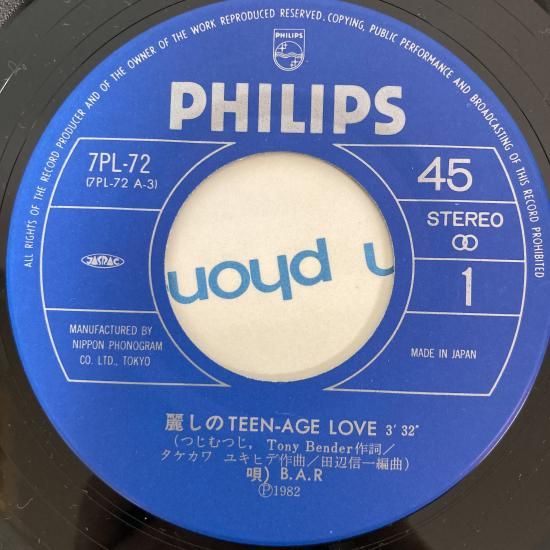 ALL RIGHTS OF THE RECORD PRODUCER AND OF THE OWNER OF THE WORK REPRODUCED RESERVED. COPYING, PUBLIC PERFORMANCE AND BROADCASTING OF THIS RECORD PROHIBITED
PHILIPS
PHILIPS
7PL-72
(7PL-72 A-3)
45
STEREO
JASRAC
1
uoyd
MANUFACTURED BY
NIPPON PHONOGRAM
CO. LTD., TOKYO
MADE IN JAPAN
麗しのTEEN-AGE LOVE 3′32″
(つじむつじ, Tony Bender作詞/
タケカワ ユキヒデ作曲/田辺信一編曲)
唄) B.A.R
Ⓟ1982